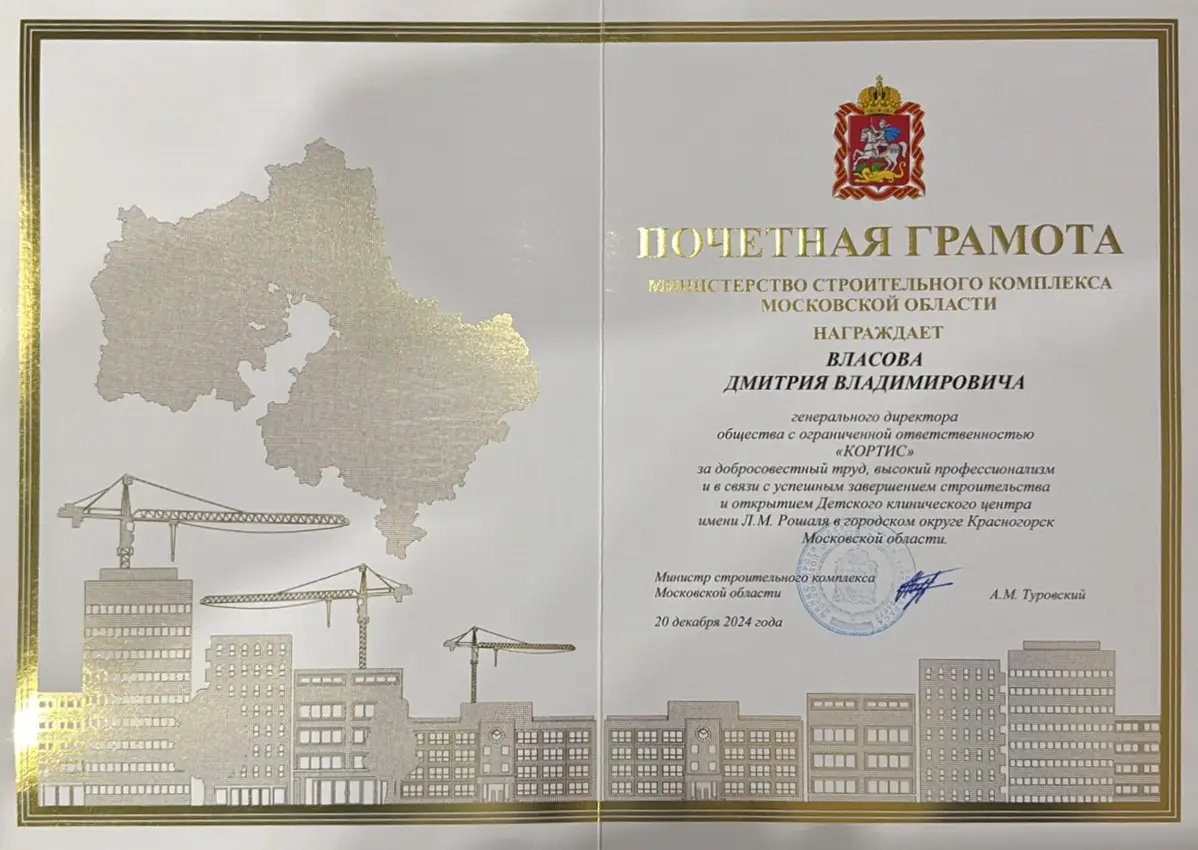 ПОЧЕТНАЯ ГРАМОТА
МИНИСТЕРСТВО СТРОИТЕЛЬНОГО КОМПЛЕКСА
МОСКОВСКОЙ ОБЛАСТИ
НАГРАЖДАЕТ
ВЛАСОВА
ДМИТРИЯ ВЛАДИМИРОВИЧА
генерального директора
общества с ограниченной ответственностью
«КОРТИС»
за добросовестный труд, высокий профессионализм
и в связи с успешным завершением строительства
и открытием Детского клинического центра
имени Л.М. Рошаля в городском округе Красногорск
Московской области.
Министр строительного комплекса
Московской области
А.М. Туровский
20 декабря 2024 года